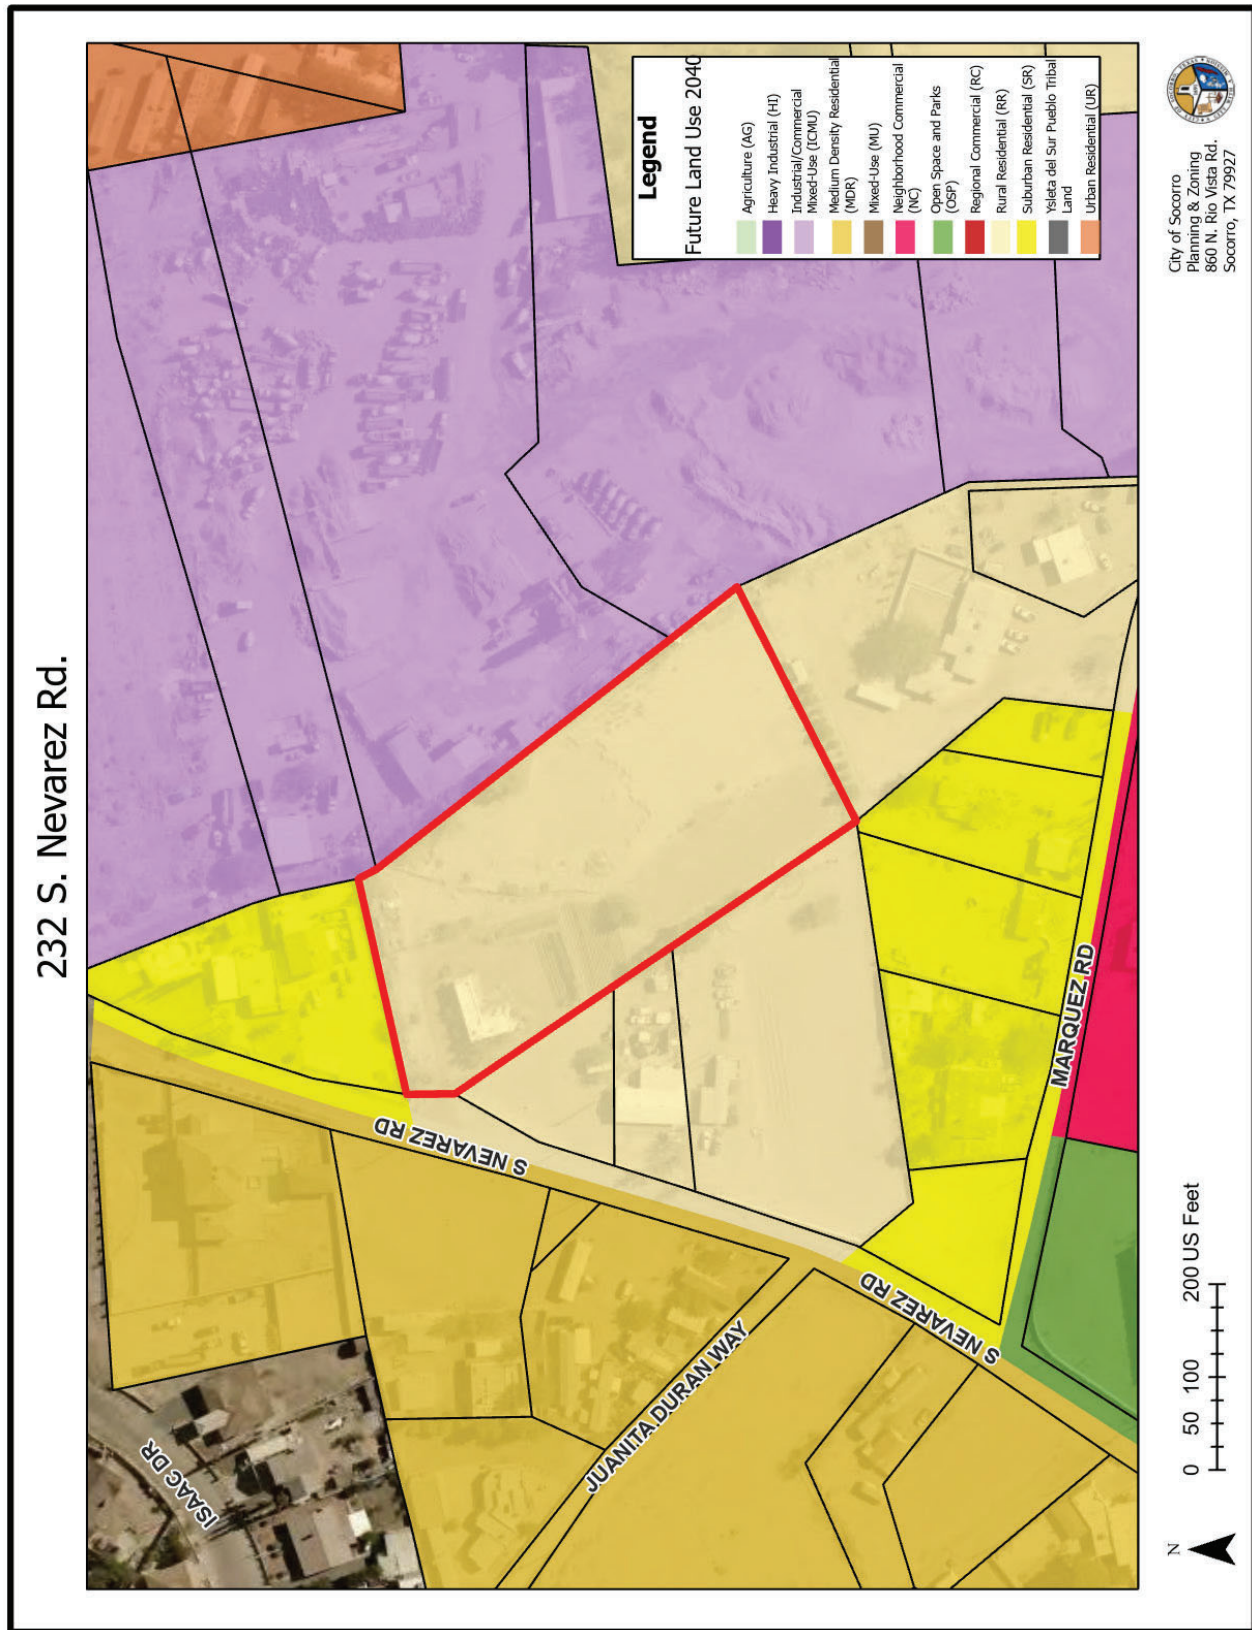 232 S. Nevarez Rd.
ISAAC DR
S NEVAREZ RD
JUANITA DURAN WAY
S NEVAREZ RD
MARQUEZ RD
Legend
Future Land Use 2040
Agriculture (AG)
Heavy Industrial (HI)
Industrial/Commercial
Mixed-Use (ICMU)
Medium Density Residential
(MDR)
Mixed-Use (MU)
Neighborhood Commercial
(NC)
Open Space and Parks
(OSP)
Regional Commercial (RC)
Rural Residential (RR)
Suburban Residential (SR)
Ysleta del Sur Pueblo Tribal
Land
Urban Residential (UR)
N
0 50 100 200 US Feet
City of Socorro
Planning & Zoning
860 N. Rio Vista Rd.
Socorro, TX 79927